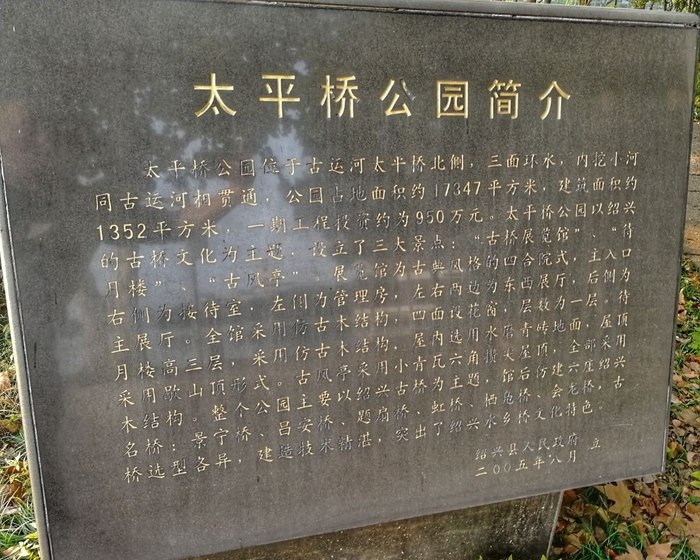 太平桥公园简介
太平桥公园位于古运河太平桥北侧，三面环水，内挖小河
同古运河相贯通，公园占地面积约17347平方米，建筑面积约
1352平方米，一期工程投资约为950万元。太平桥公园以绍兴
的古桥文化为主题，设立了三大景点："古桥展览馆"、"待
月楼"、"古风亭"。展览馆为古典风格的四合院式，主入口
右侧为接待室，左侧为管理房，左右两边为东西展厅，后侧为
主展厅。全馆采用仿古木结构，四面设花窗，层数为一层。待
月楼高三层，采用仿古木结构，屋内选用水磨青砖地面，屋顶
采用歇山顶形式。古风亭采用小青瓦六角攒尖屋顶，全部采用
木结构。整个公园主要以绍兴古桥为主题，馆后仿建六座绍兴
名桥：景宁桥、吕安桥、题扇桥、虹桥、栖凫桥、会龙桥，古
桥选型各异，建造技术精湛，突出了绍兴水乡桥文化特色。
绍兴县人民政府 立
二00五年八月